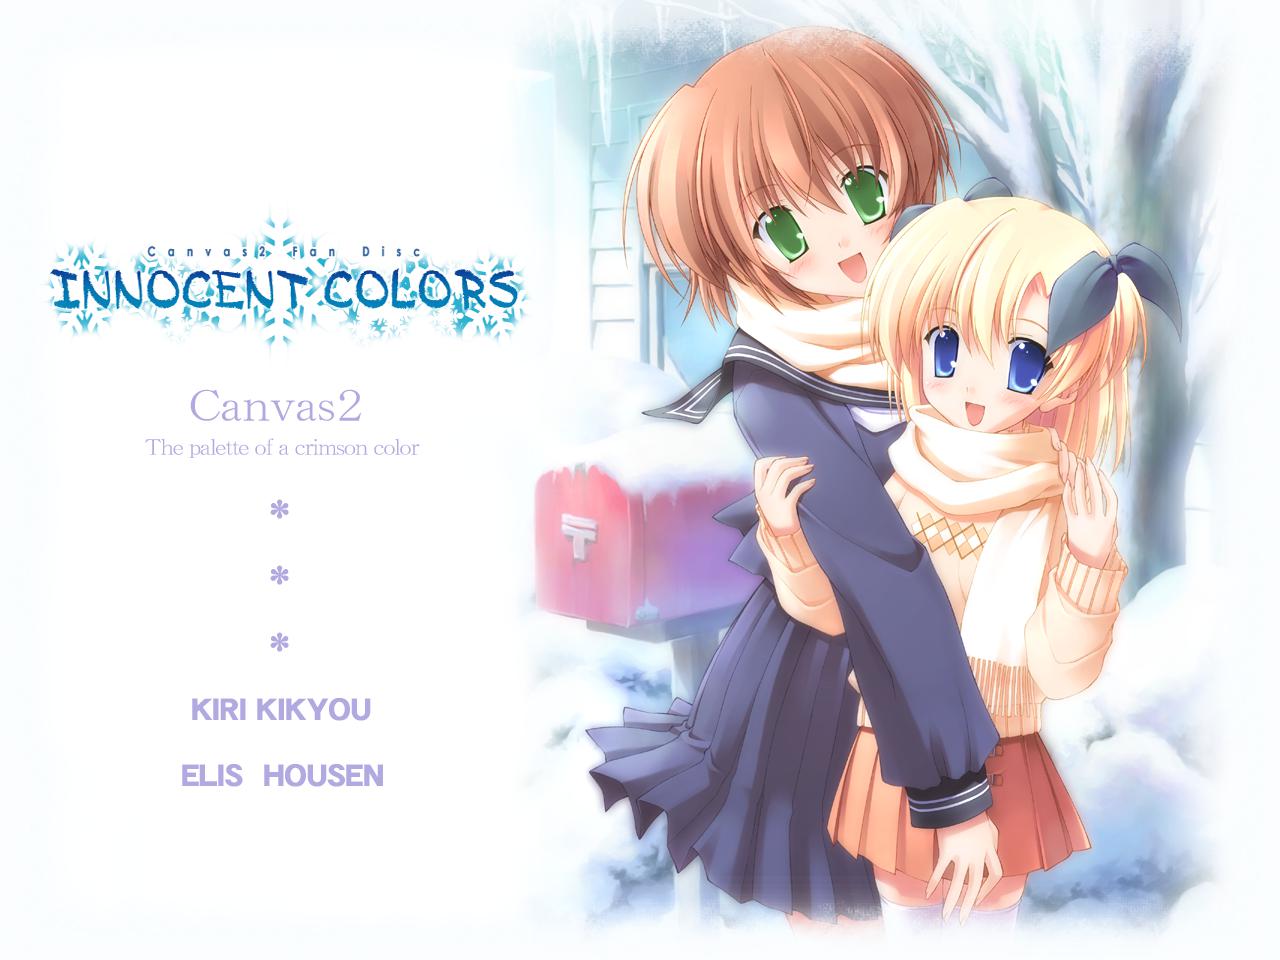 Canvas2 Fan Disc
INNOCENT COLORS
Canvas2
The palette of a crimson color
*
*
*
KIRI KIKYOU
ELIS HOUSEN